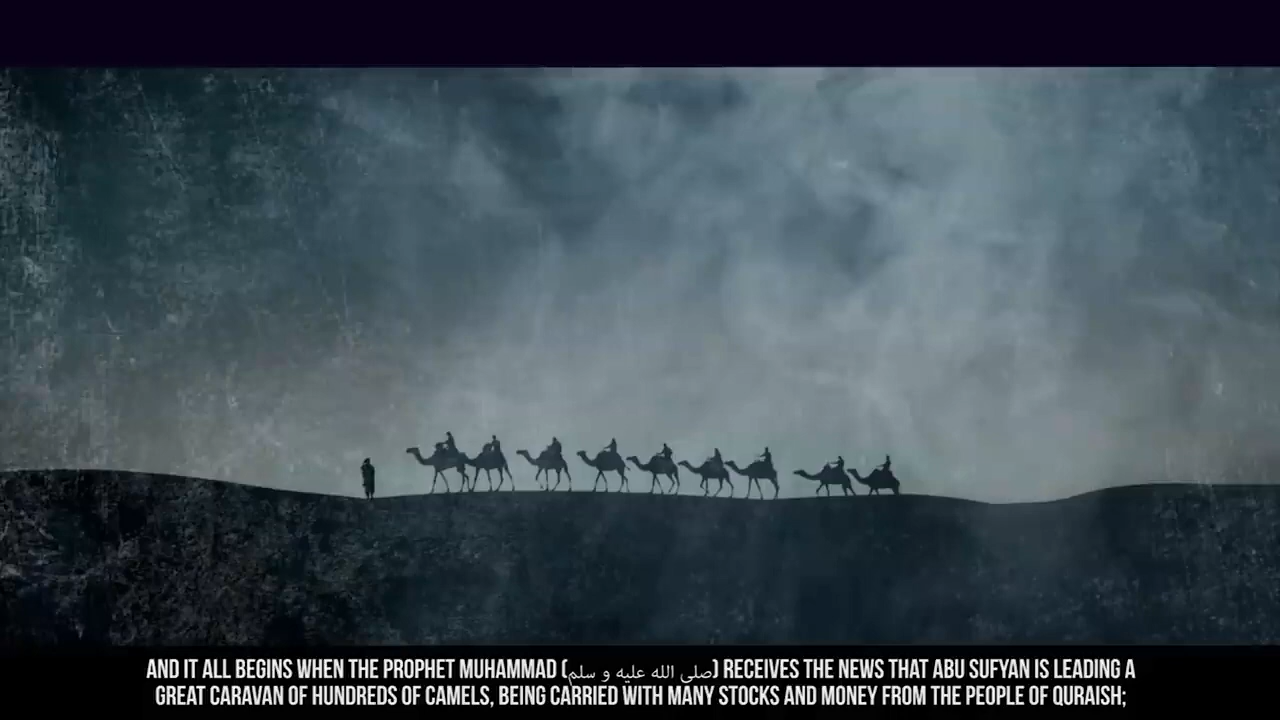 AND IT ALL BEGINS WHEN THE PROPHET MUHAMMAD (صلى الله عليه و سلم) RECEIVES THE NEWS THAT ABU SUFYAN IS LEADING A
GREAT CARAVAN OF HUNDREDS OF CAMELS, BEING CARRIED WITH MANY STOCKS AND MONEY FROM THE PEOPLE OF QURAISH;